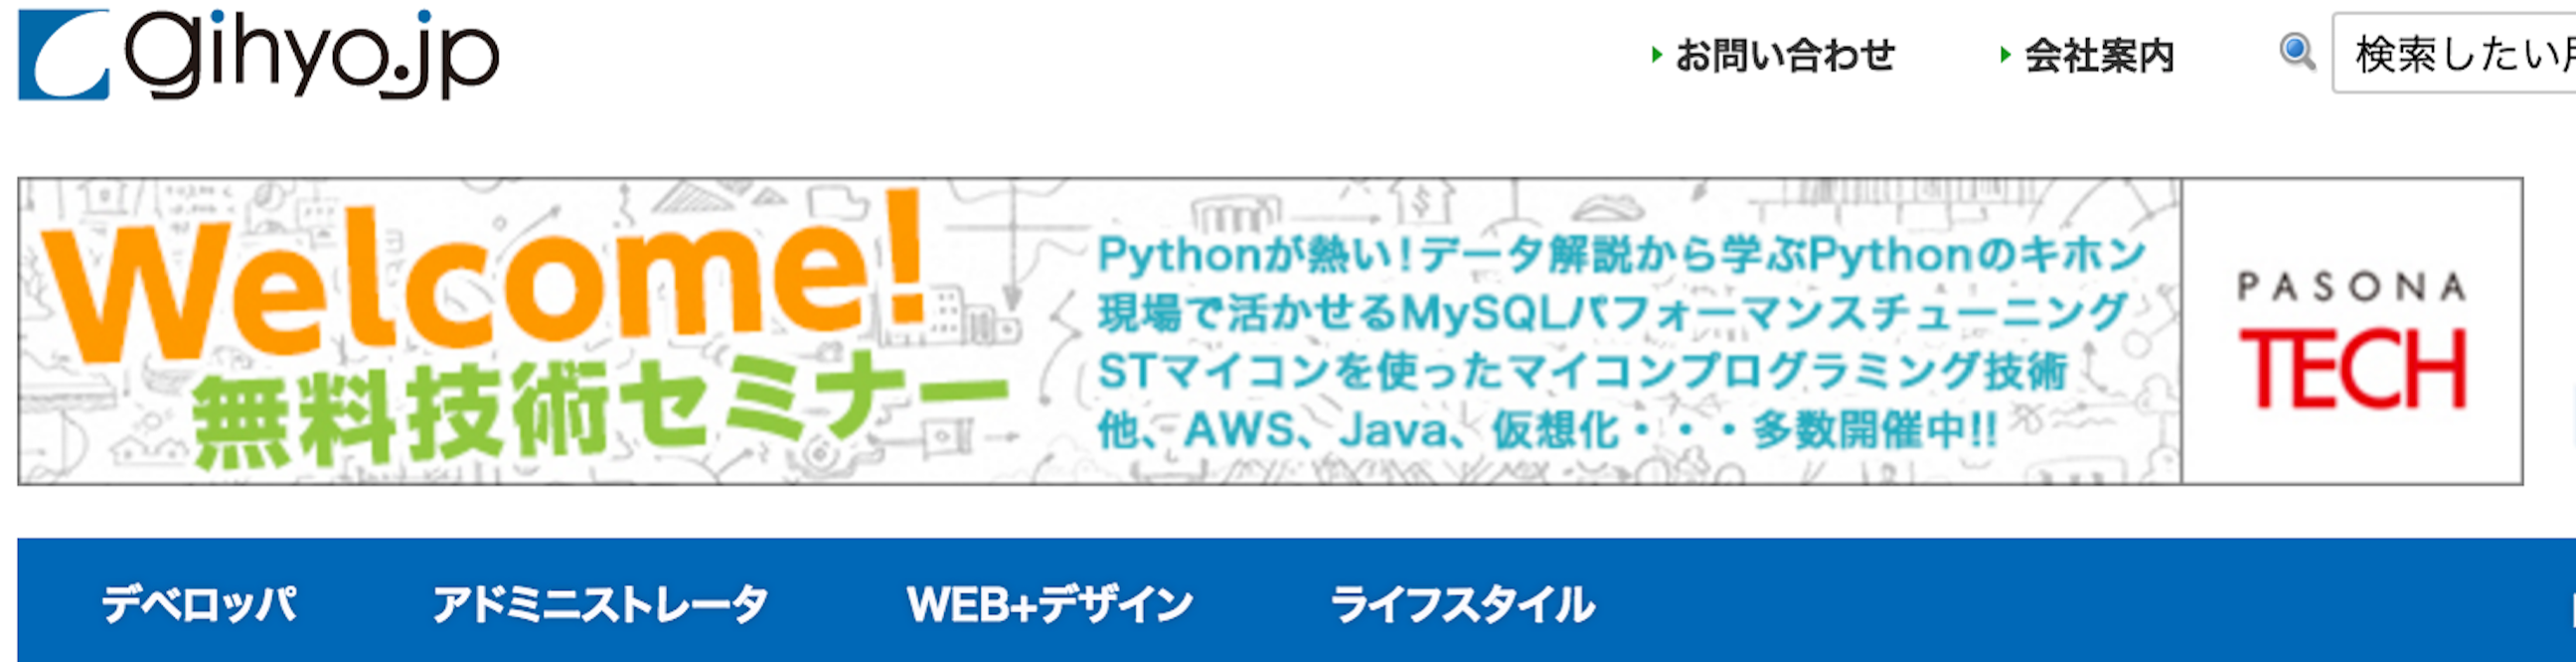 gihyo.jp
お問い合わせ
会社案内
検索したい
Welcome!
無料技術セミナー
Pythonが熱い！データ解説から学ぶPythonのキホン
現場で活かせるMySQLパフォーマンスチューニング
STマイコンを使ったマイコンプログラミング技術
他、AWS、Java、仮想化・・・多数開催中!!
PASONA
TECH
デベロッパ
アドミニストレータ
WEB+デザイン
ライフスタイル